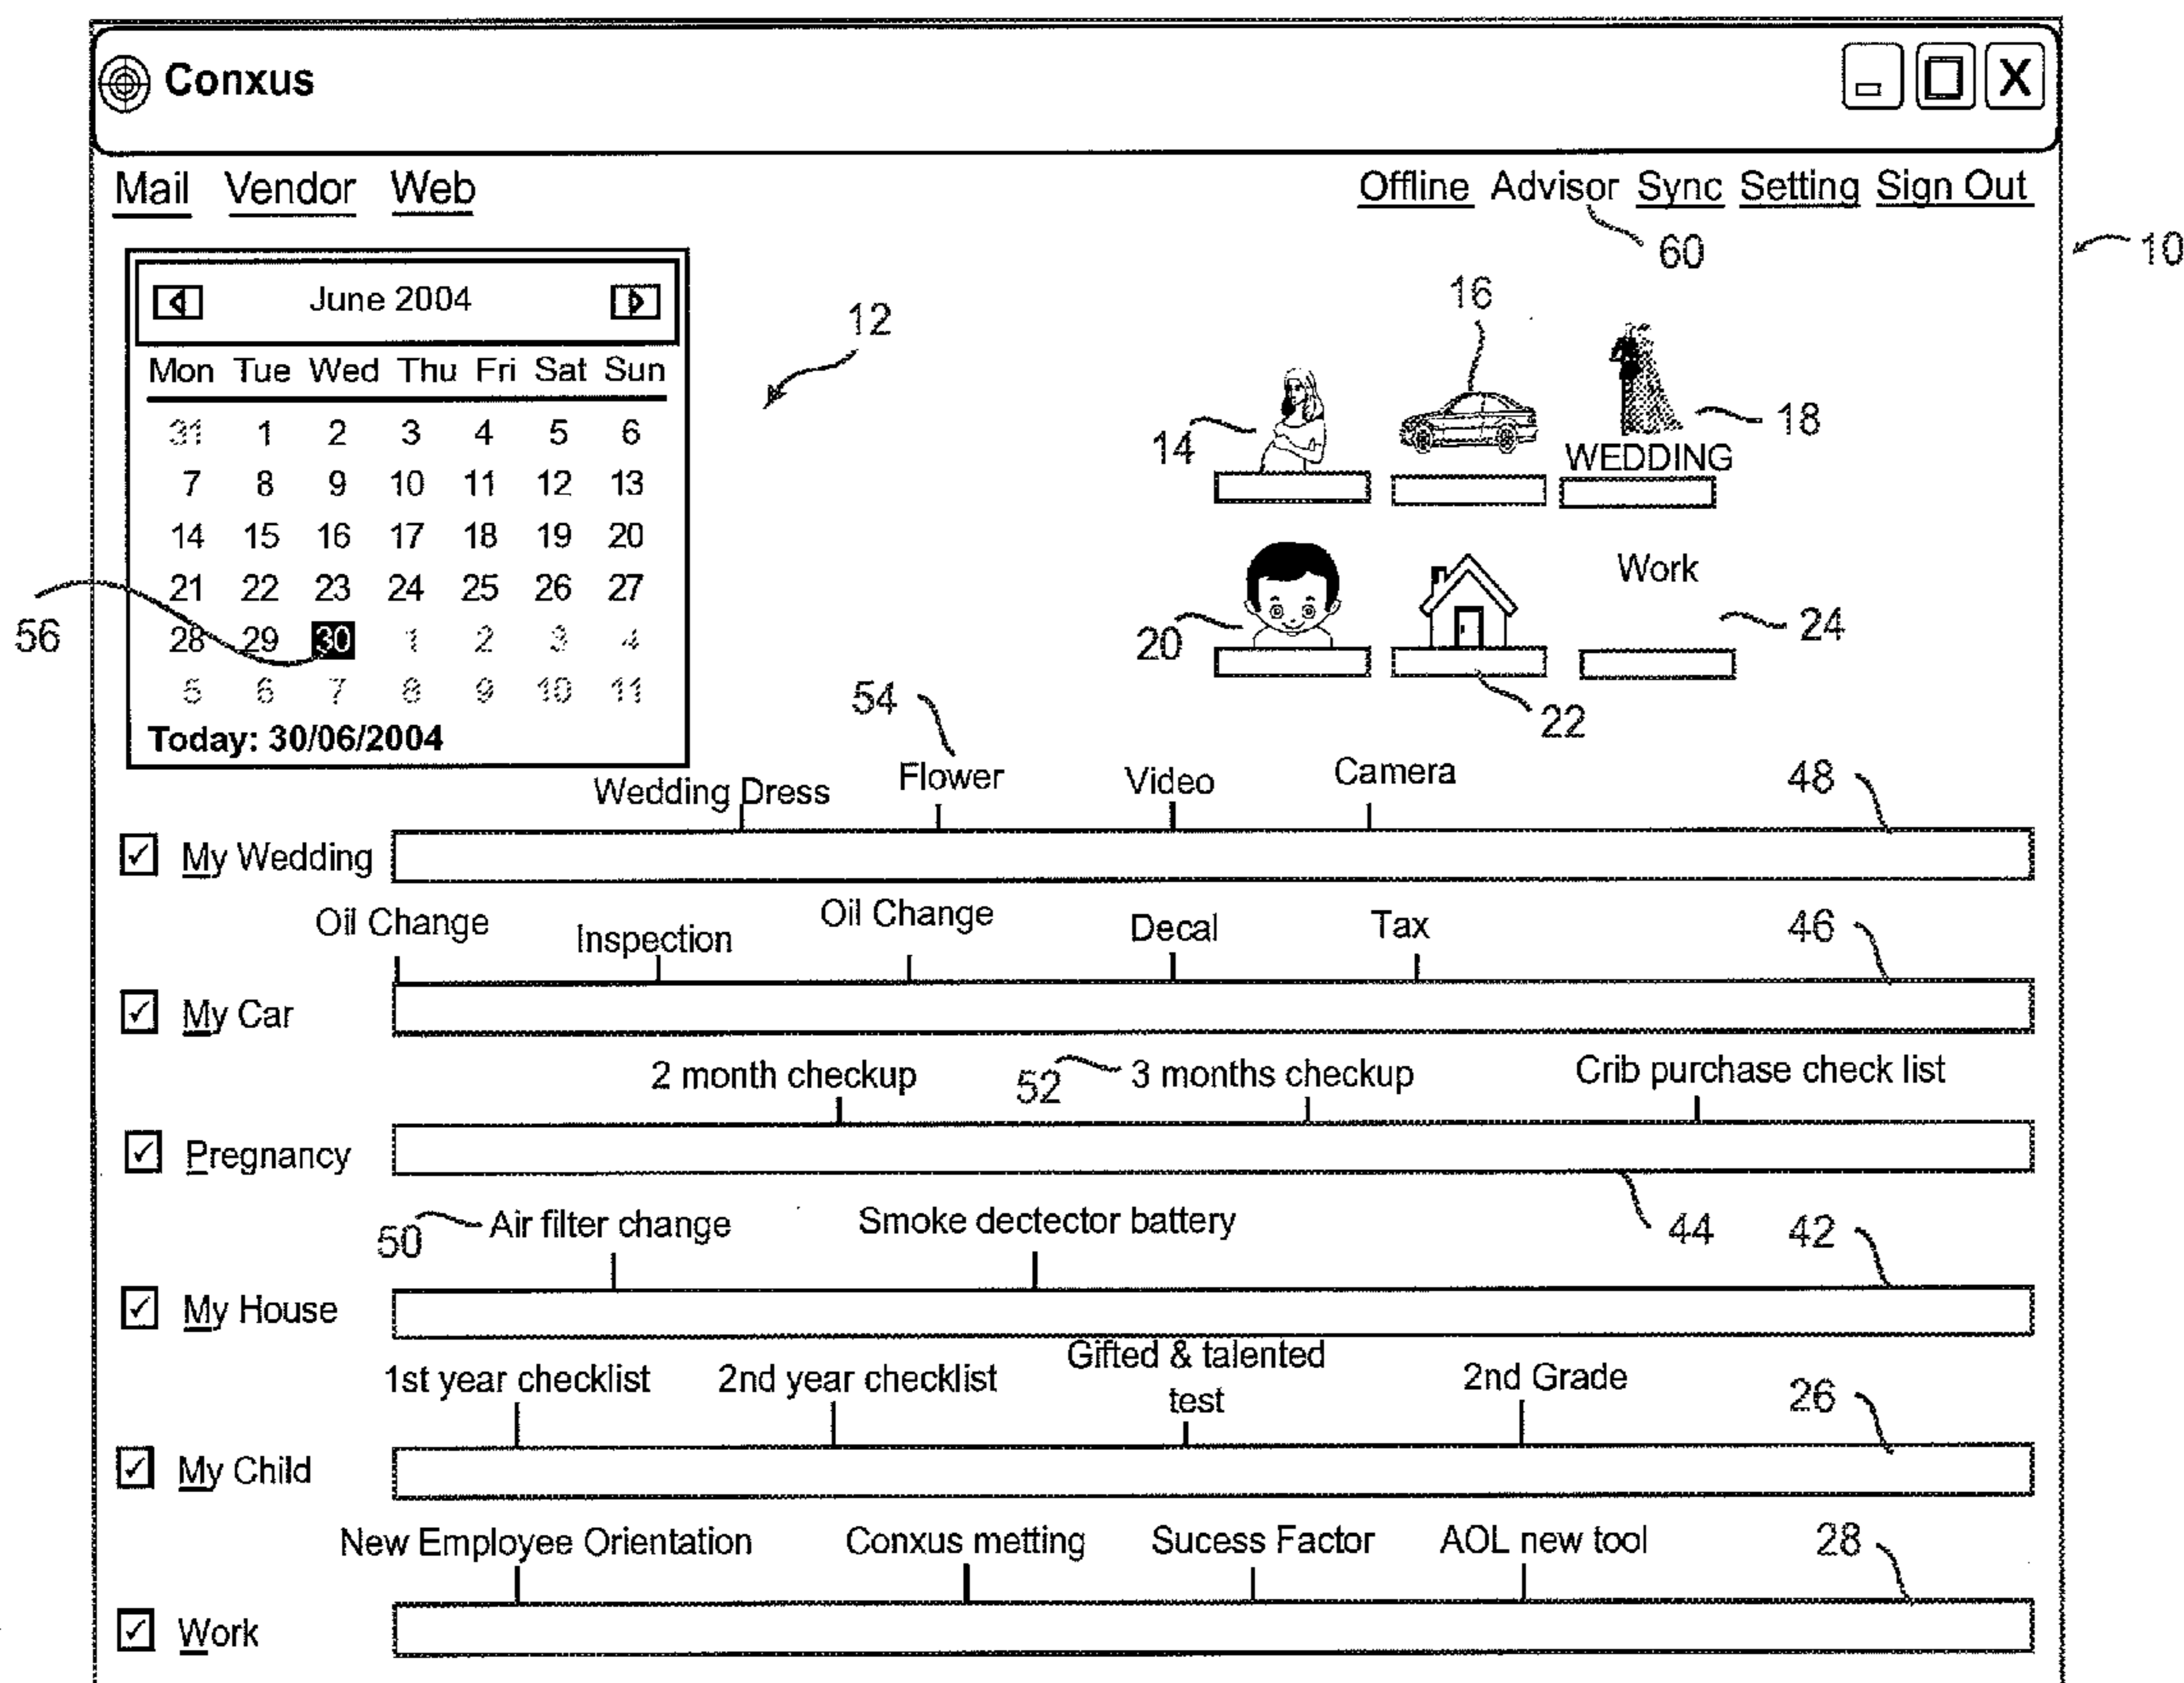 Conxus
X
Mail Vendor Web
Offline Advisor Sync Setting Sign Out
60
10
June 2004
12
16
Mon Tue Wed Thu Fri Sat Sun
31 1 2 3 4 5 6
7 8 9 10 11 12 13
14 15 16 17 18 19 20
21 22 23 24 25 26 27
28 29 30 1 2 3 4
5 6 7 8 9 10 11
Today: 30/06/2004
56
14
18
WEDDING
Work
20
24
22
54
Wedding Dress Flower Video Camera
48
My Wedding
Oil Change Inspection Oil Change Decal Tax
46
My Car
2 month checkup 52 3 months checkup Crib purchase check list
Pregnancy
44
50 Air filter change Smoke dectector battery
42
My House
1st year checklist 2nd year checklist Gifted & talented
test
2nd Grade
26
My Child
New Employee Orientation Conxus metting Sucess Factor AOL new tool
28
Work